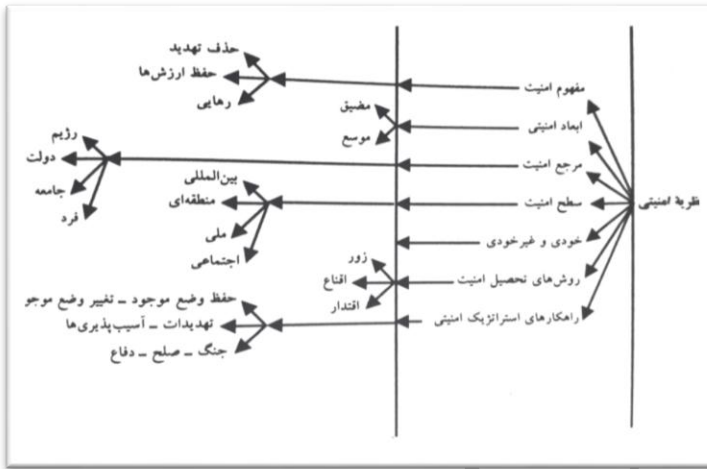 نظریهٔ امنیتی
مفهوم امنیت
حذف تهدید
حفظ ارزش‌ها
رهایی
ابعاد امنیتی
مضیق
موسع
مرجع امنیت
رژیم
دولت
جامعه
فرد
سطح امنیت
بین‌المللی
منطقه‌ای
ملی
اجتماعی
خودی و غیرخودی
روش‌های تحصیل امنیت
زور
اقناع
اقتدار
راهکارهای استراتژیک امنیتی
حفظ وضع موجود – تغییر وضع موجو
تهدیدات – آسیب‌پذیری‌ها
جنگ – صلح – دفاع